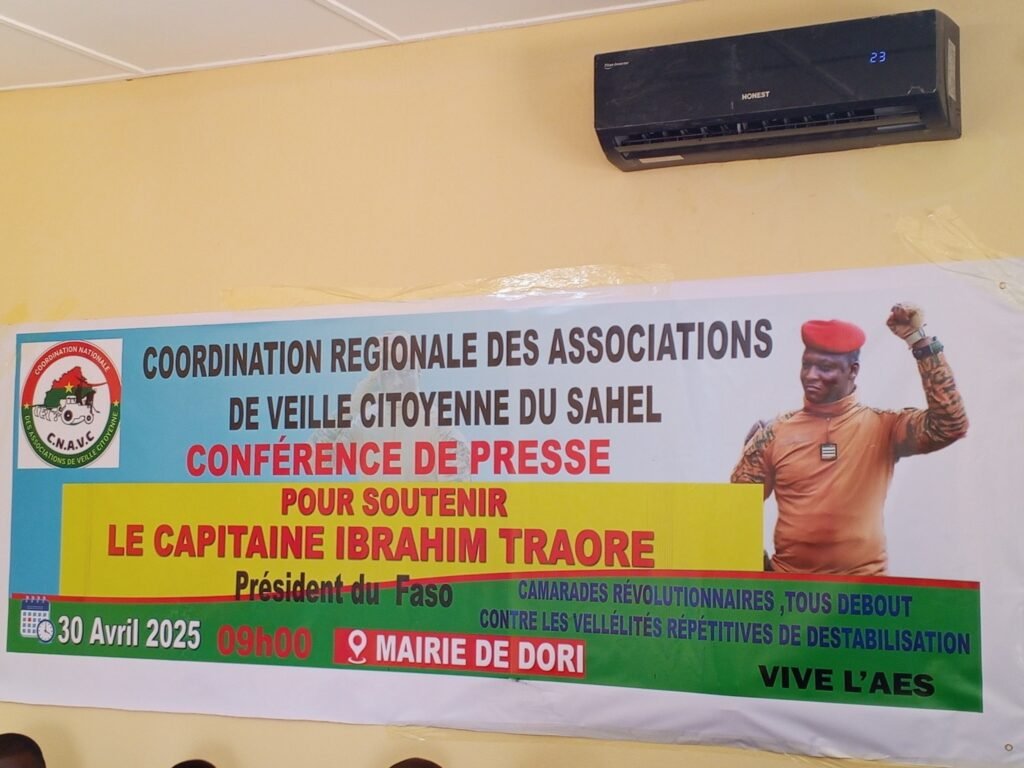 23
HONEST
COORDINATION NATIONALE
C.N.A.V.C
DES ASSOCIATIONS DE VEILLE CITOYENNE
COORDINATION REGIONALE DES ASSOCIATIONS
DE VEILLE CITOYENNE DU SAHEL
CONFÉRENCE DE PRESSE
POUR SOUTENIR
LE CAPITAINE IBRAHIM TRAORE
Président du Faso
30 Avril 2025
09h00
MAIRIE DE DORI
CAMARADES RÉVOLUTIONNAIRES ,TOUS DEBOUT
CONTRE LES VELLÉLITÉS RÉPÉTITIVES DE DESTABILISATION
VIVE L'AES